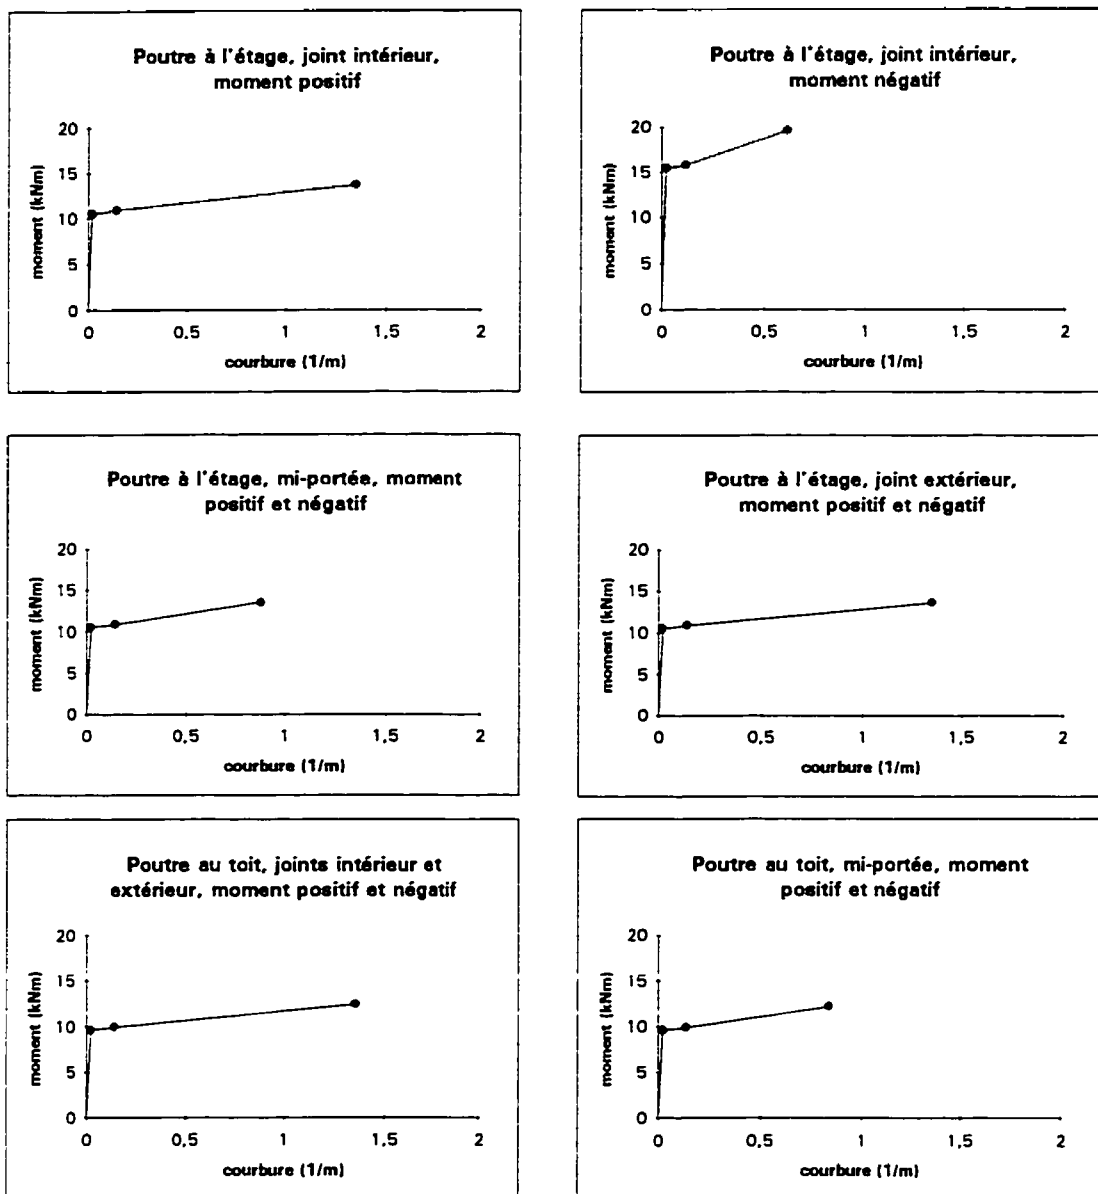 Poutre à l'étage, joint intérieur,
moment positif
20
15
10
5
0
moment (kNm)
0
0,5
1
1,5
2
courbure (1/m)
Poutre à l'étage, joint intérieur,
moment négatif
20
15
10
5
0
moment (kNm)
0
0,5
1
1,5
2
courbure (1/m)
Poutre à l'étage, mi-portée, moment
positif et négatif
20
15
10
5
0
moment (kNm)
0
0,5
1
1,5
2
courbure (1/m)
Poutre à l'étage, joint extérieur,
moment positif et négatif
20
15
10
5
0
moment (kNm)
0
0,5
1
1,5
2
courbure (1/m)
Poutre au toit, joints intérieur et
extérieur, moment positif et négatif
20
15
10
5
0
moment (kNm)
0
0,5
1
1,5
2
courbure (1/m)
Poutre au toit, mi-portée, moment
positif et négatif
20
15
10
5
0
moment (kNm)
0
0,5
1
1,5
2
courbure (1/m)